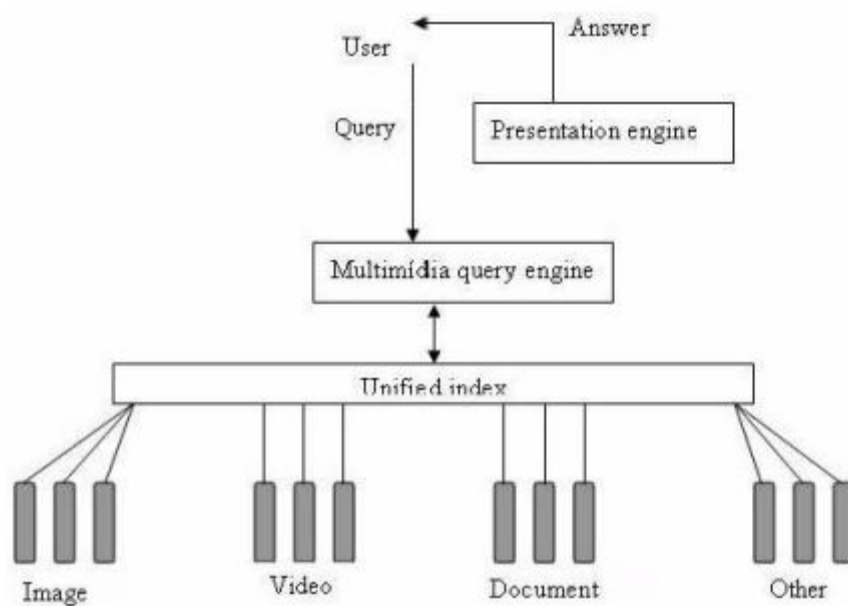 Answer
User
Query
Presentation engine
Multimídia query engine
Unified index
Image
Video
Document
Other